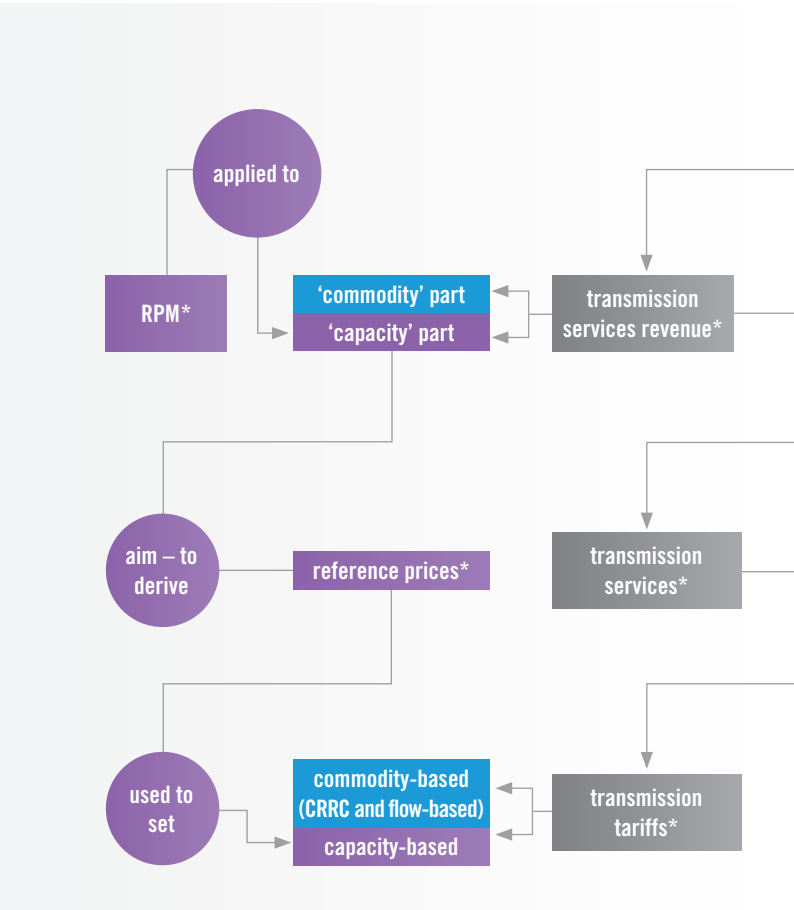 applied to
RPM*
‘commodity’ part
‘capacity’ part
transmission
services revenue*
aim – to
derive
reference prices*
transmission
services*
used to
set
commodity-based
(CRRC and flow-based)
capacity-based
transmission
tariffs*